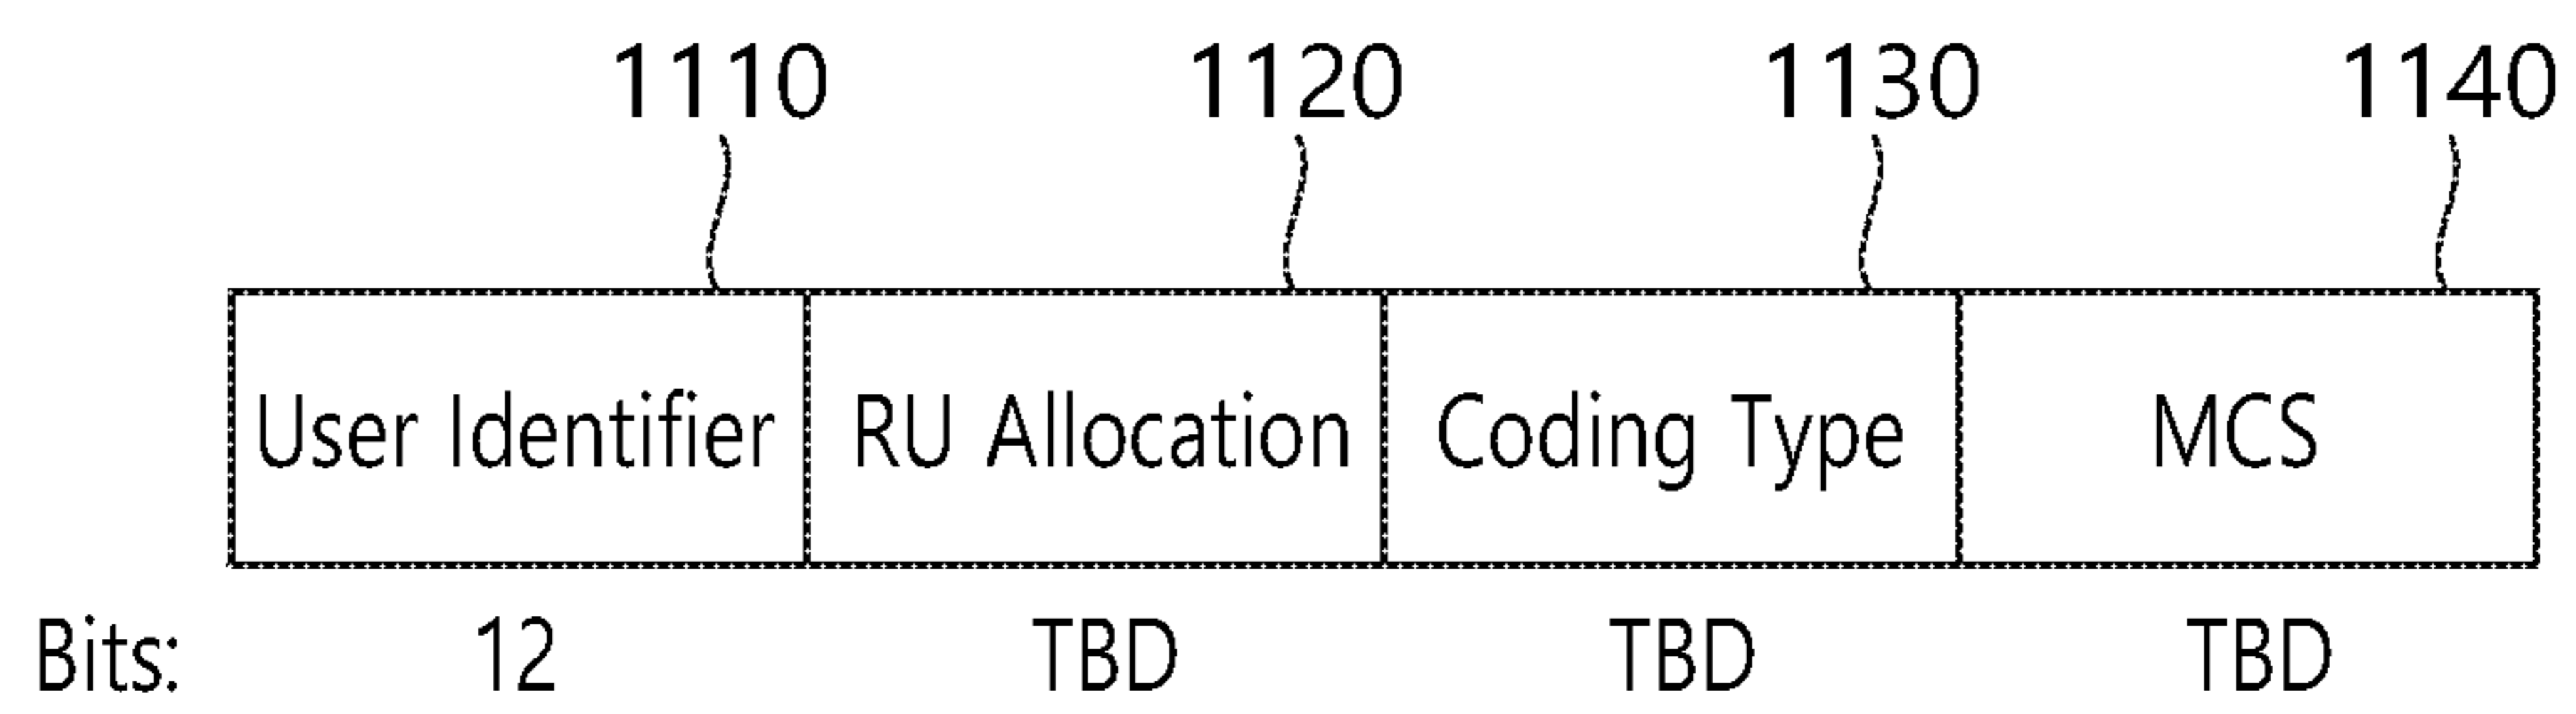 1110 1120 1130 1140
User Identifier RU Allocation Coding Type MCS
Bits: 12 TBD TBD TBD